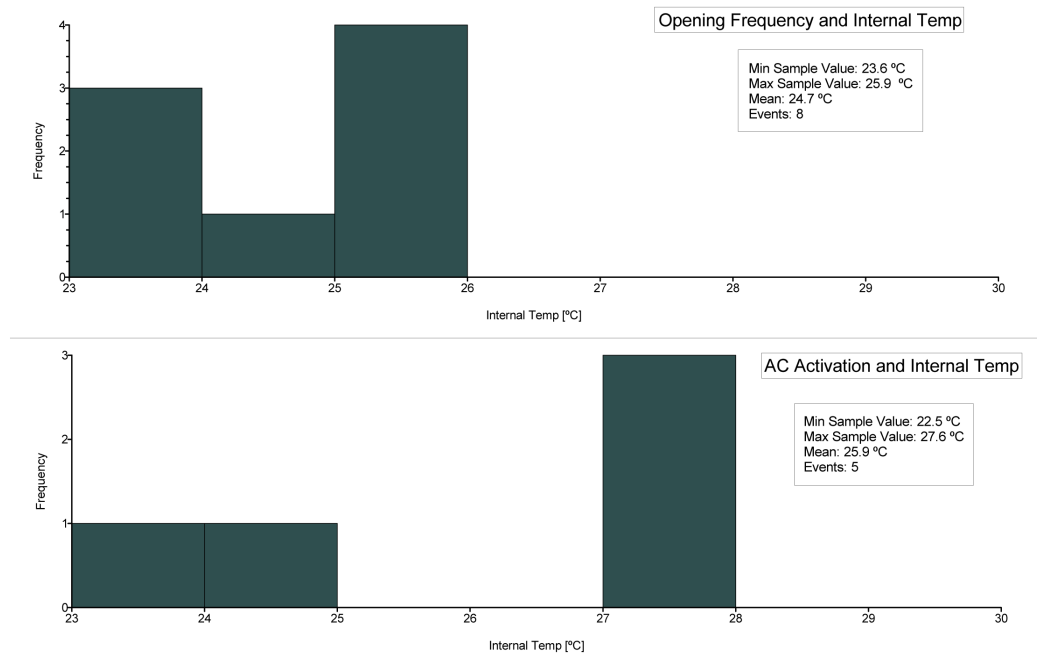 Opening Frequency and Internal Temp
Min Sample Value: 23.6 ºC
Max Sample Value: 25.9  ºC
Mean: 24.7 ºC
Events: 8
Frequency
4
3
2
1
0
23 24 25 26 27 28 29 30
Internal Temp [ºC]
AC Activation and Internal Temp
Min Sample Value: 22.5 ºC
Max Sample Value: 27.6 ºC
Mean: 25.9 ºC
Events: 5
Frequency
3
2
1
0
23 24 25 26 27 28 29 30
Internal Temp [ºC]